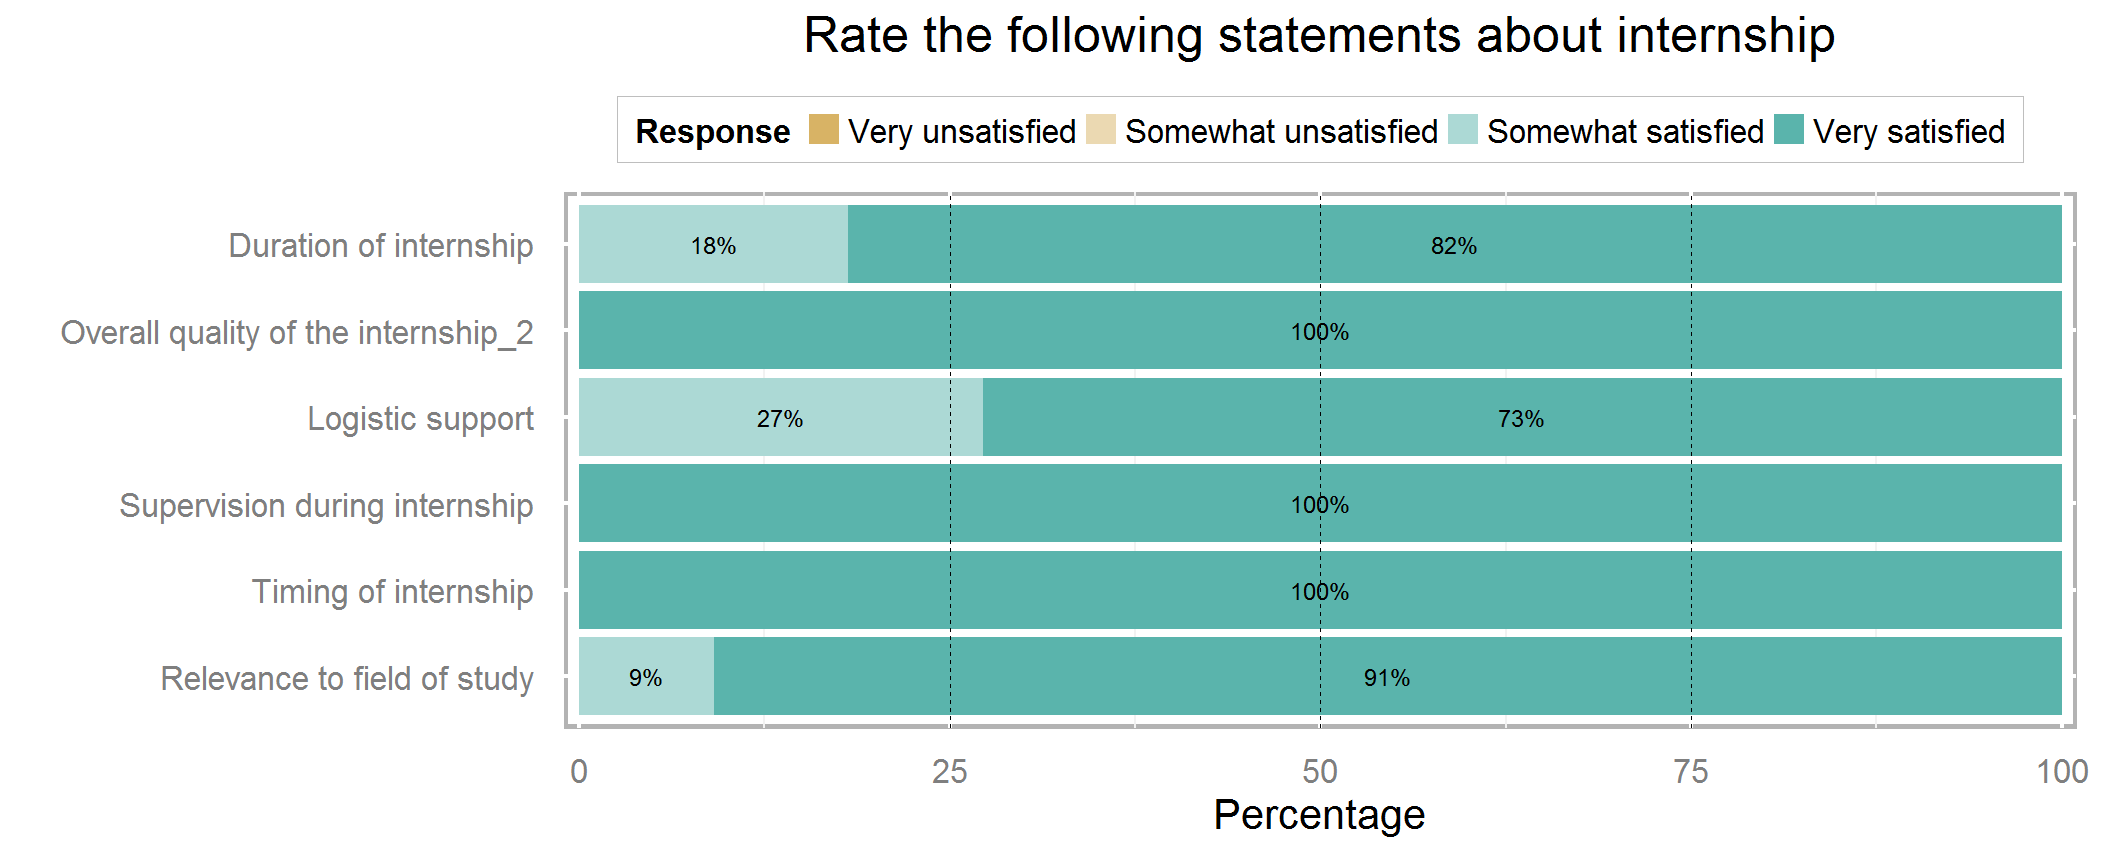 Rate the following statements about internship
Response Very unsatisfied Somewhat unsatisfied Somewhat satisfied Very satisfied
Duration of internship 18% 82%
Overall quality of the internship_2 100%
Logistic support 27% 73%
Supervision during internship 100%
Timing of internship 100%
Relevance to field of study 9% 91%
0 25 50 75 100
Percentage